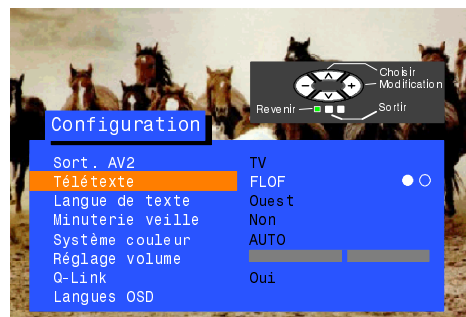 Choisir
Modification
Revenir
Sortir
Configuration
Sort. AV2 TV
Télétexte FLOF
Langue de texte Ouest
Minuterie veille Non
Système couleur AUTO
Réglage volume
Q-Link Oui
Langues OSD